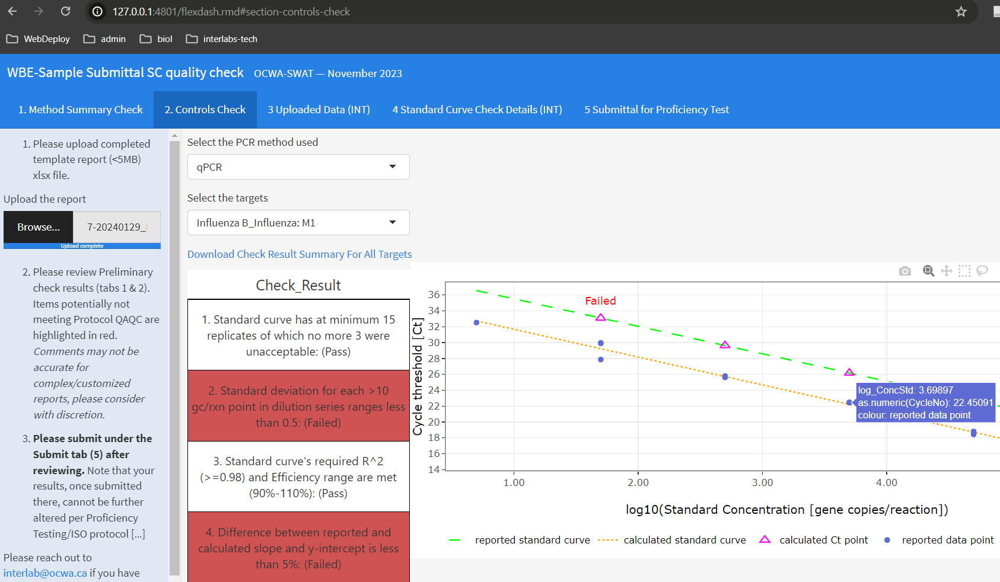 127.0.0.1:4801/flexdash.rmd#section-controls-check
WebDeploy admin biol interlabs-tech
WBE-Sample Submittal SC quality check OCWA-SWAT — November 2023
1. Method Summary Check 2. Controls Check 3 Uploaded Data (INT) 4 Standard Curve Check Details (INT) 5 Submittal for Proficiency Test
1. Please upload completed
template report (<5MB)
xlsx file.
Upload the report
Browse... 7-20240129_
Upload complete
2. Please review Preliminary
check results (tabs 1 & 2).
Items potentially not
meeting Protocol QAQC are
highlighted in red.
Comments may not be
accurate for
complex/customized
reports, please consider
with discretion.
3. Please submit under the
Submit tab (5) after
reviewing. Note that your
results, once submitted
there, cannot be further
altered per Proficiency
Testing/ISO protocol [...]
Please reach out to
interlab@ocwa.ca if you have
Select the PCR method used
qPCR
Select the targets
Influenza B_Influenza: M1
Download Check Result Summary For All Targets
Check_Result
1. Standard curve has at minimum 15
replicates of which no more 3 were
unacceptable: (Pass)
2. Standard deviation for each >10
gc/rxn point in dilution series ranges less
than 0.5: (Failed)
3. Standard curve's required R^2
(>=0.98) and Efficiency range are met
(90%-110%): (Pass)
4. Difference between reported and
calculated slope and y-intercept is less
than 5%: (Failed)
Cycle threshold [Ct]
36
34
32
30
28
26
24
22
20
18
16
14
Failed
log_ConcStd: 3.69897
as.numeric(CycleNo): 22.45091
colour: reported data point
1.00 2.00 3.00 4.00
log10(Standard Concentration [gene copies/reaction])
reported standard curve calculated standard curve calculated Ct point reported data point